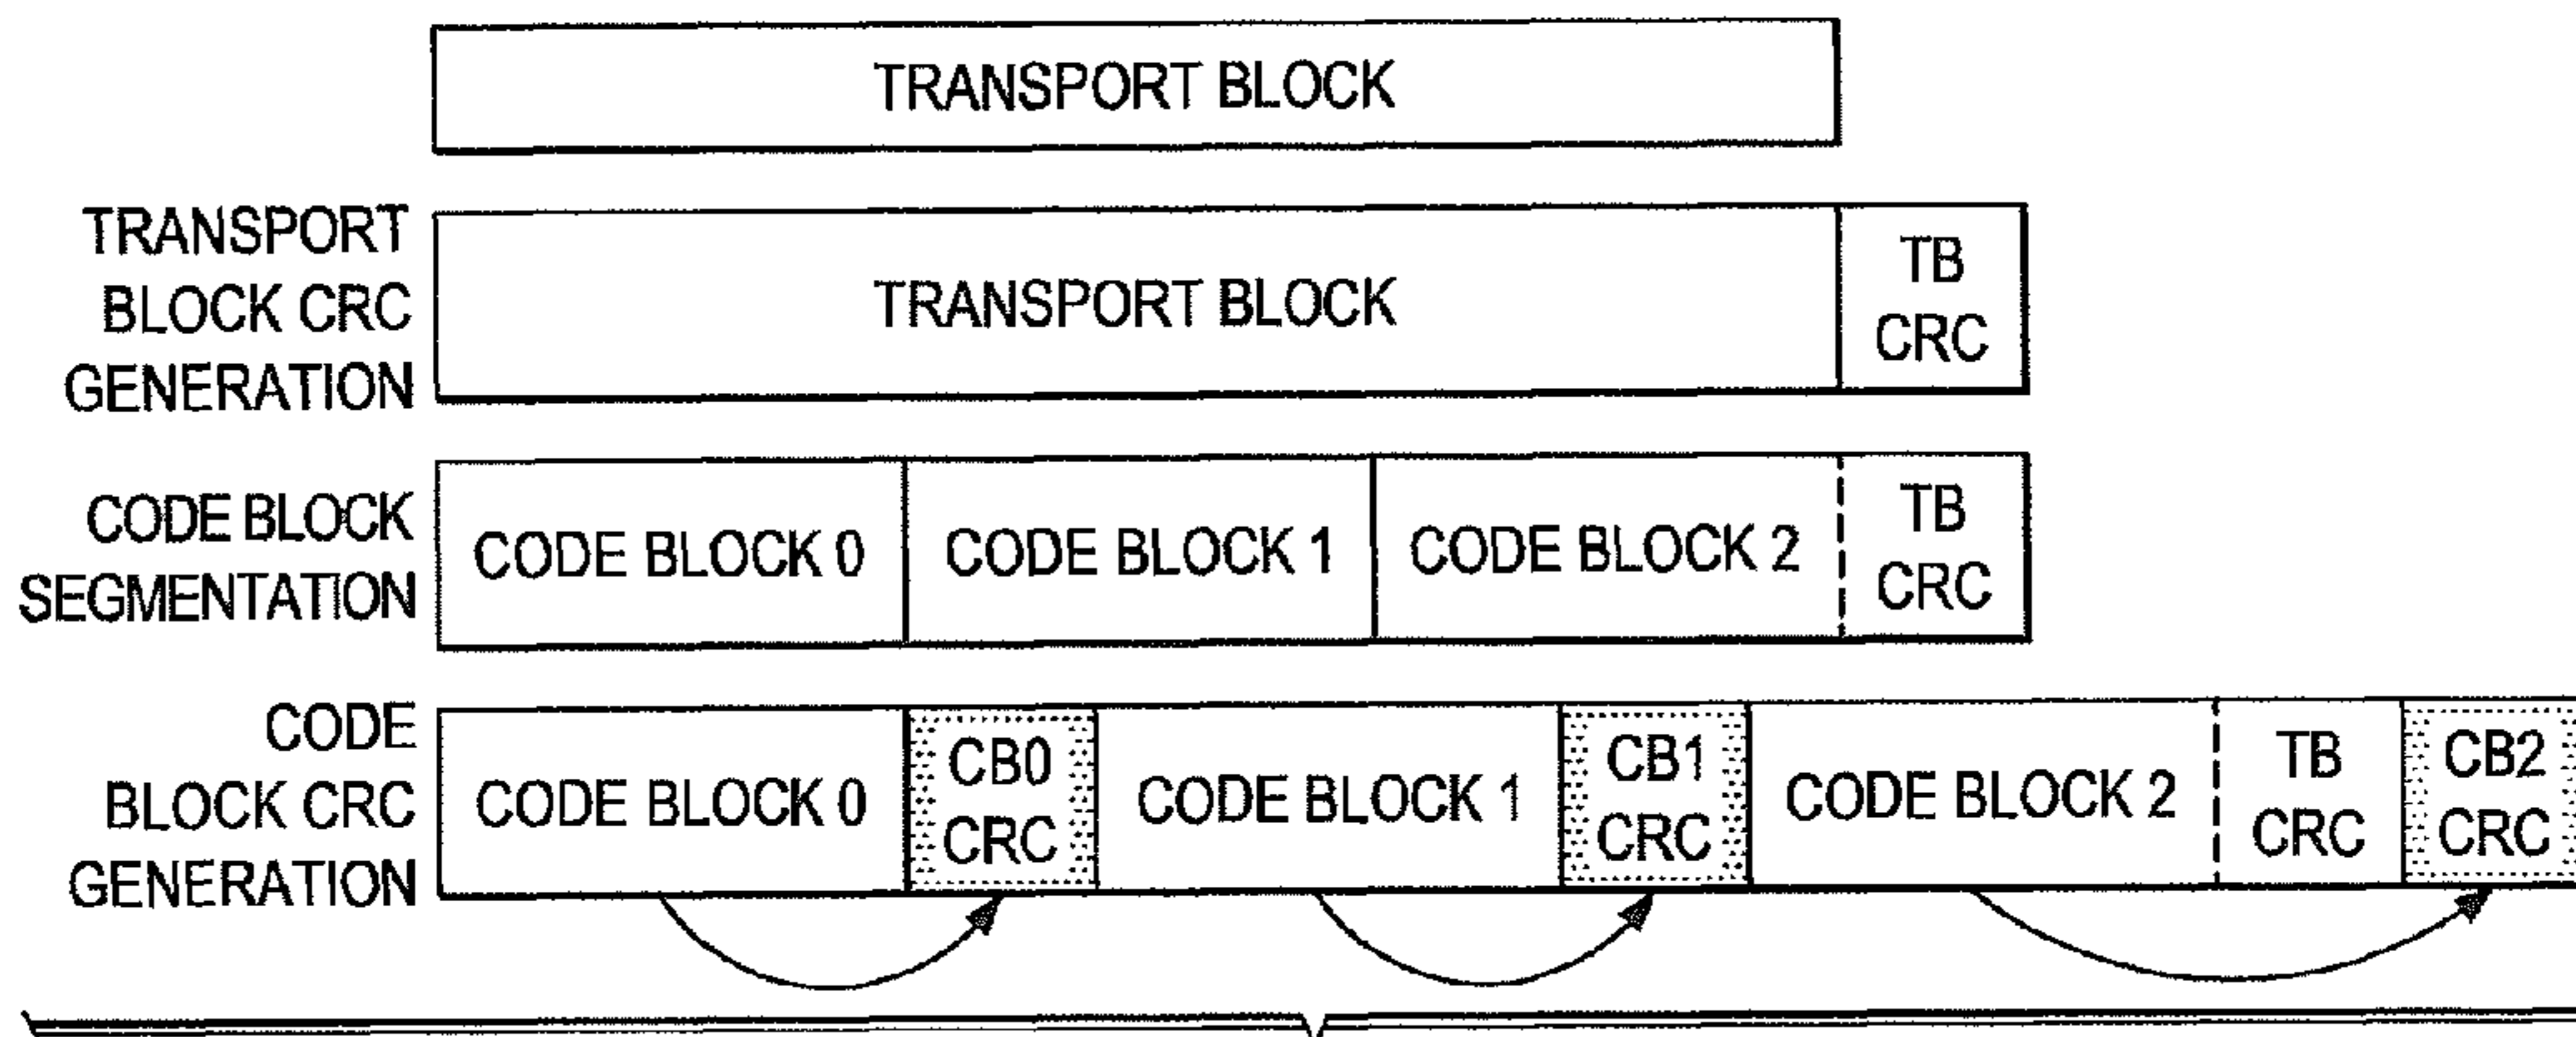 TRANSPORT BLOCK
TRANSPORT
BLOCK CRC
GENERATION
TRANSPORT BLOCK
TB
CRC
CODE BLOCK
SEGMENTATION
CODE BLOCK 0
CODE BLOCK 1
CODE BLOCK 2
TB
CRC
CODE
BLOCK CRC
GENERATION
CODE BLOCK 0
CB0
CRC
CODE BLOCK 1
CB1
CRC
CODE BLOCK 2
TB
CRC
CB2
CRC